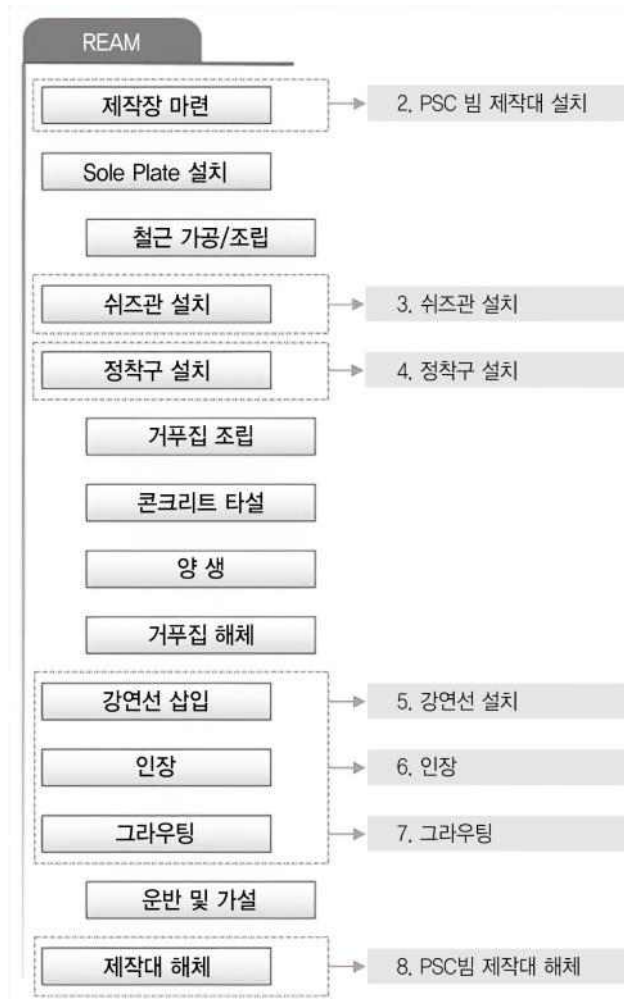 REAM
제작장 마련
2. PSC 빔 제작대 설치
Sole Plate 설치
철근 가공/조립
쉬즈관 설치
3. 쉬즈관 설치
정착구 설치
4. 정착구 설치
거푸집 조립
콘크리트 타설
양 생
거푸집 해체
강연선 삽입
5. 강연선 설치
인장
6. 인장
그라우팅
7. 그라우팅
운반 및 가설
제작대 해체
8. PSC빔 제작대 해체